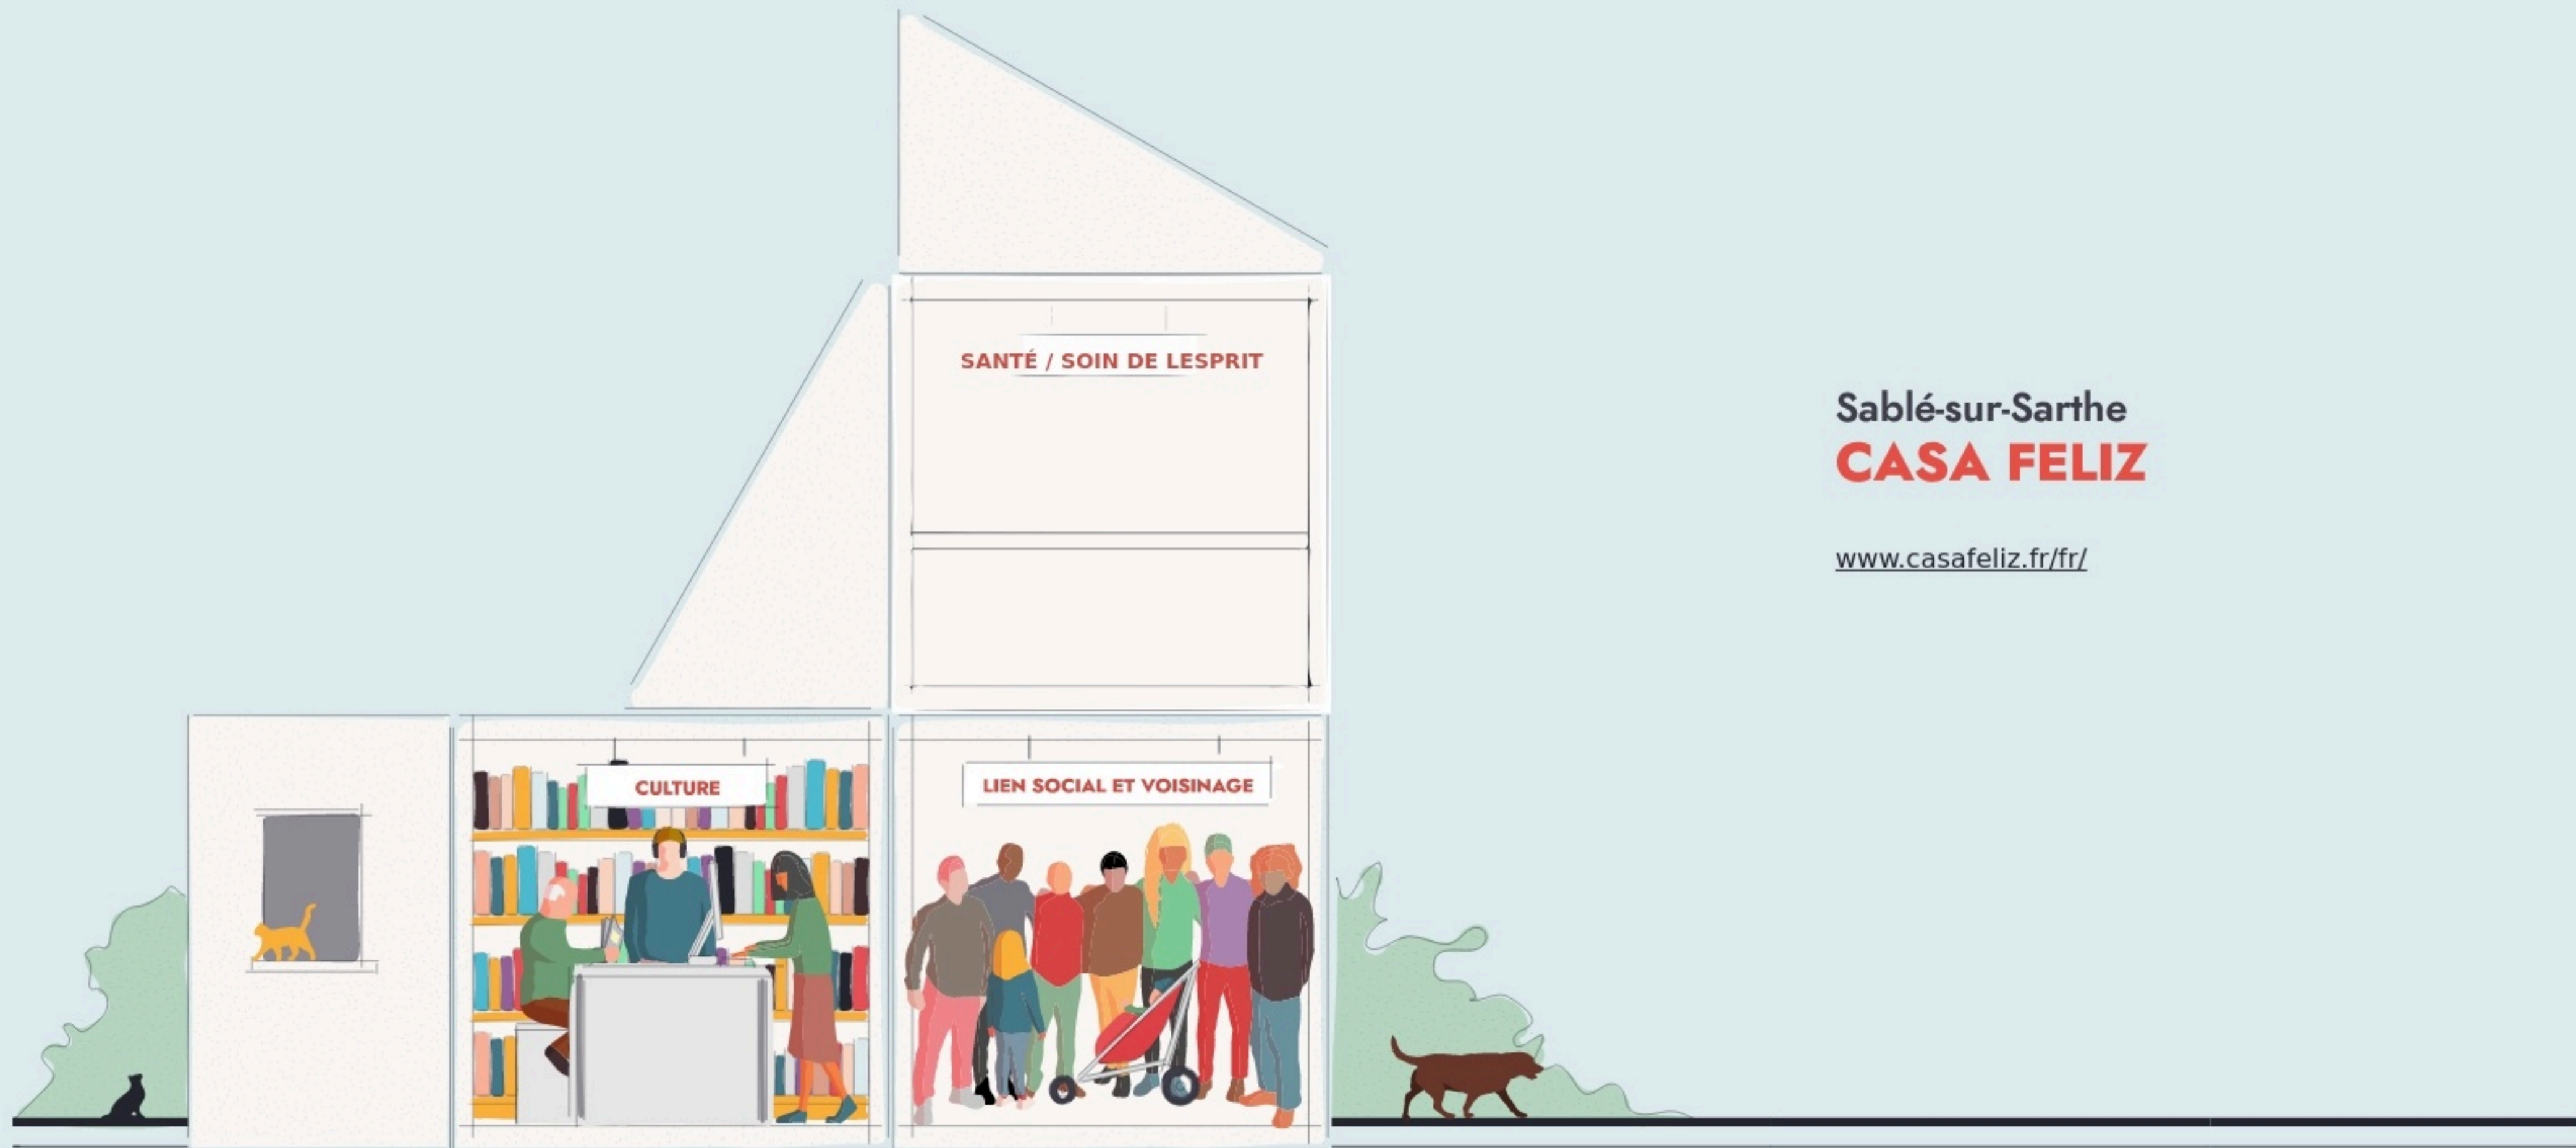 SANTÉ / SOIN DE LESPRIT
Sablé-sur-Sarthe
CASA FELIZ
www.casafeliz.fr/fr/
CULTURE
LIEN SOCIAL ET VOISINAGE